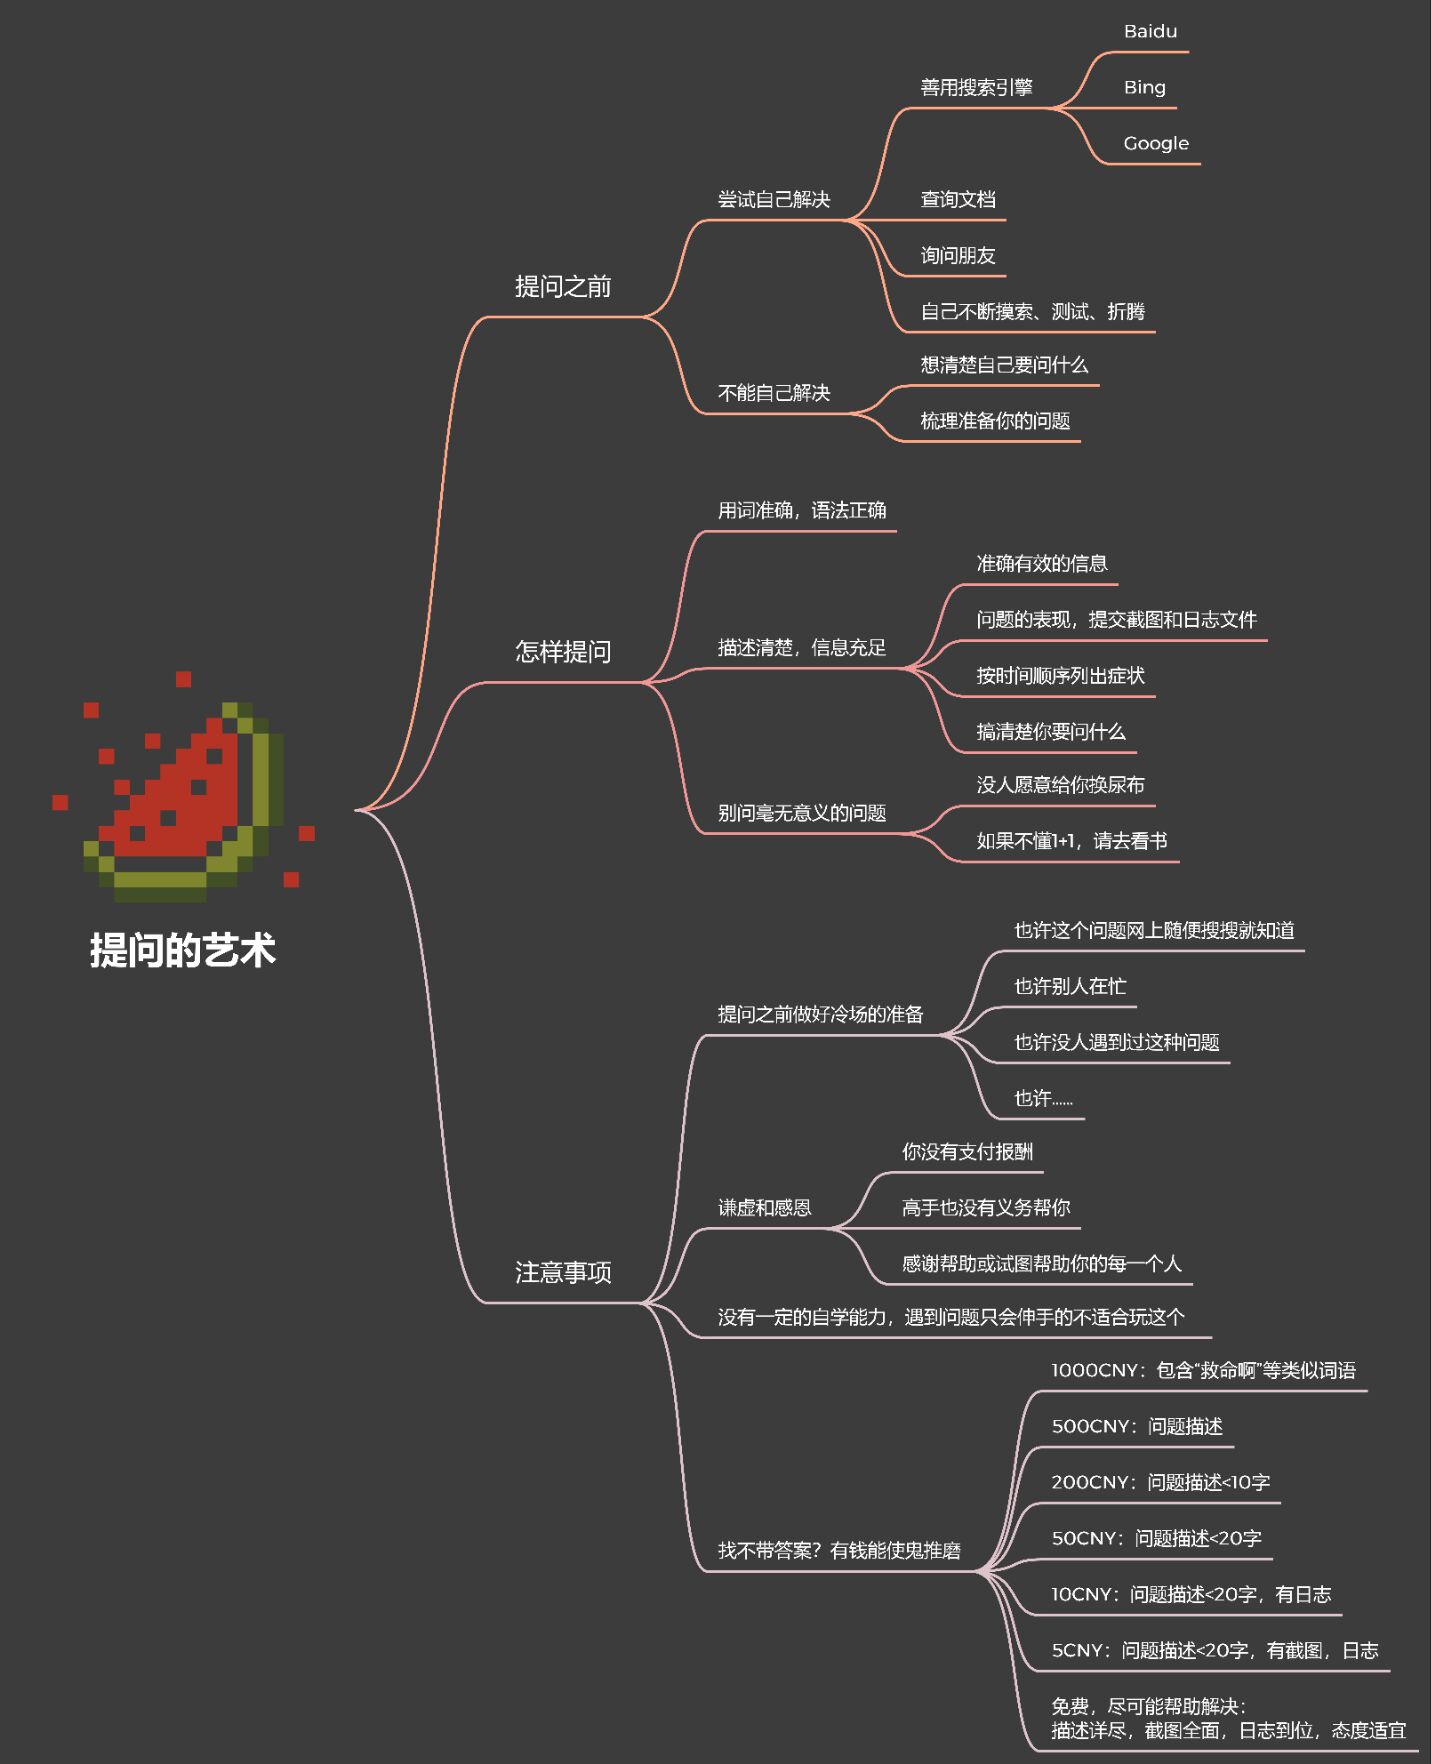 提问的艺术
提问之前
尝试自己解决
善用搜索引擎
Baidu
Bing
Google
查询文档
询问朋友
自己不断摸索、测试、折腾
不能自己解决
想清楚自己要问什么
梳理准备你的问题
怎样提问
用词准确，语法正确
描述清楚，信息充足
准确有效的信息
问题的表现，提交截图和日志文件
按时间顺序列出症状
搞清楚你要问什么
别问毫无意义的问题
没人愿意给你换尿布
如果不懂1+1，请去看书
注意事项
提问之前做好冷场的准备
也许这个问题网上随便搜搜就知道
也许别人在忙
也许没人遇到过这种问题
也许……
谦虚和感恩
你没有支付报酬
高手也没有义务帮你
感谢帮助或试图帮助你的每一个人
没有一定的自学能力，遇到问题只会伸手的不适合玩这个
找不带答案？有钱能使鬼推磨
1000CNY：包含“救命啊”等类似词语
500CNY：问题描述
200CNY：问题描述<10字
50CNY：问题描述<20字
10CNY：问题描述<20字，有日志
5CNY：问题描述<20字，有截图，日志
免费，尽可能帮助解决：
描述详尽，截图全面，日志到位，态度适宜